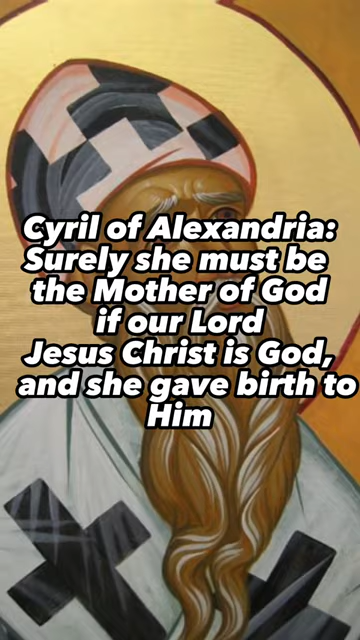 Cyril of Alexandria:
Surely she must be
the Mother of God
if our Lord
Jesus Christ is God,
and she gave birth to
Him